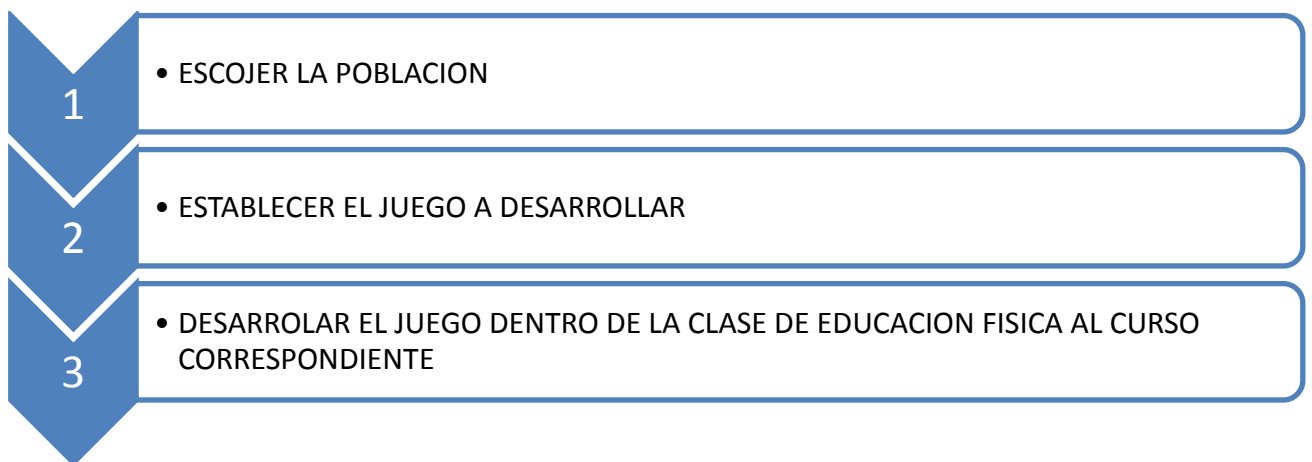 1
• ESCOJER LA POBLACION
2
• ESTABLECER EL JUEGO A DESARROLLAR
3
• DESARROLAR EL JUEGO DENTRO DE LA CLASE DE EDUCACION FISICA AL CURSO
CORRESPONDIENTE